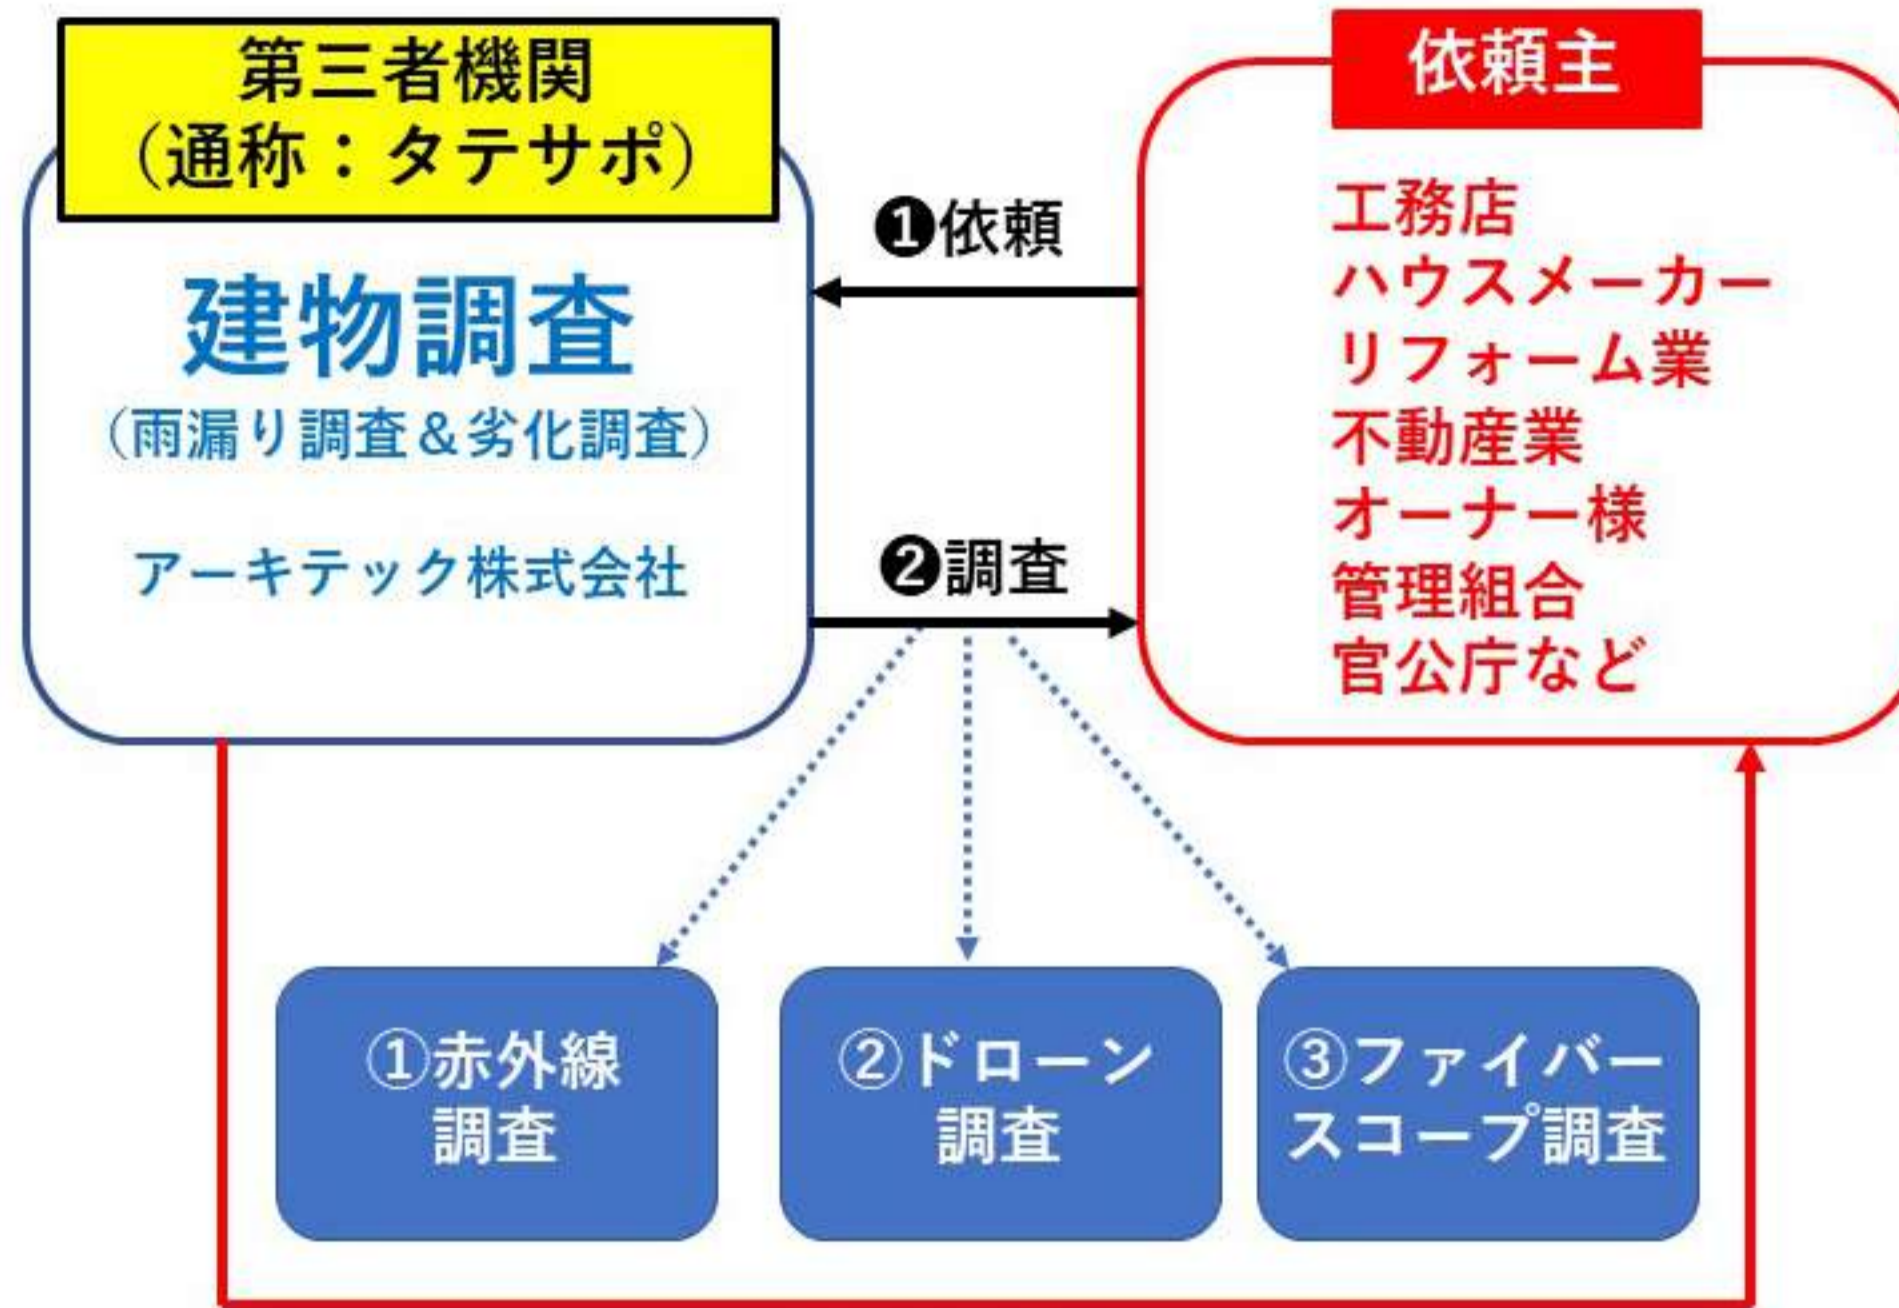 第三者機関
（通称：タテサポ）
建物調査
（雨漏り調査＆劣化調査）
アーキテック株式会社
❶依頼
❷調査
依頼主
工務店
ハウスメーカー
リフォーム業
不動産業
オーナー様
管理組合
官公庁など
①赤外線
調査
②ドローン
調査
③ファイバー
スコープ調査